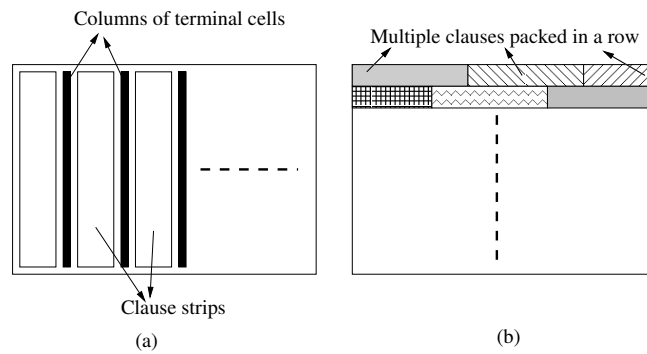 Columns of terminal cells
Clause strips
(a)
Multiple clauses packed in a row
(b)